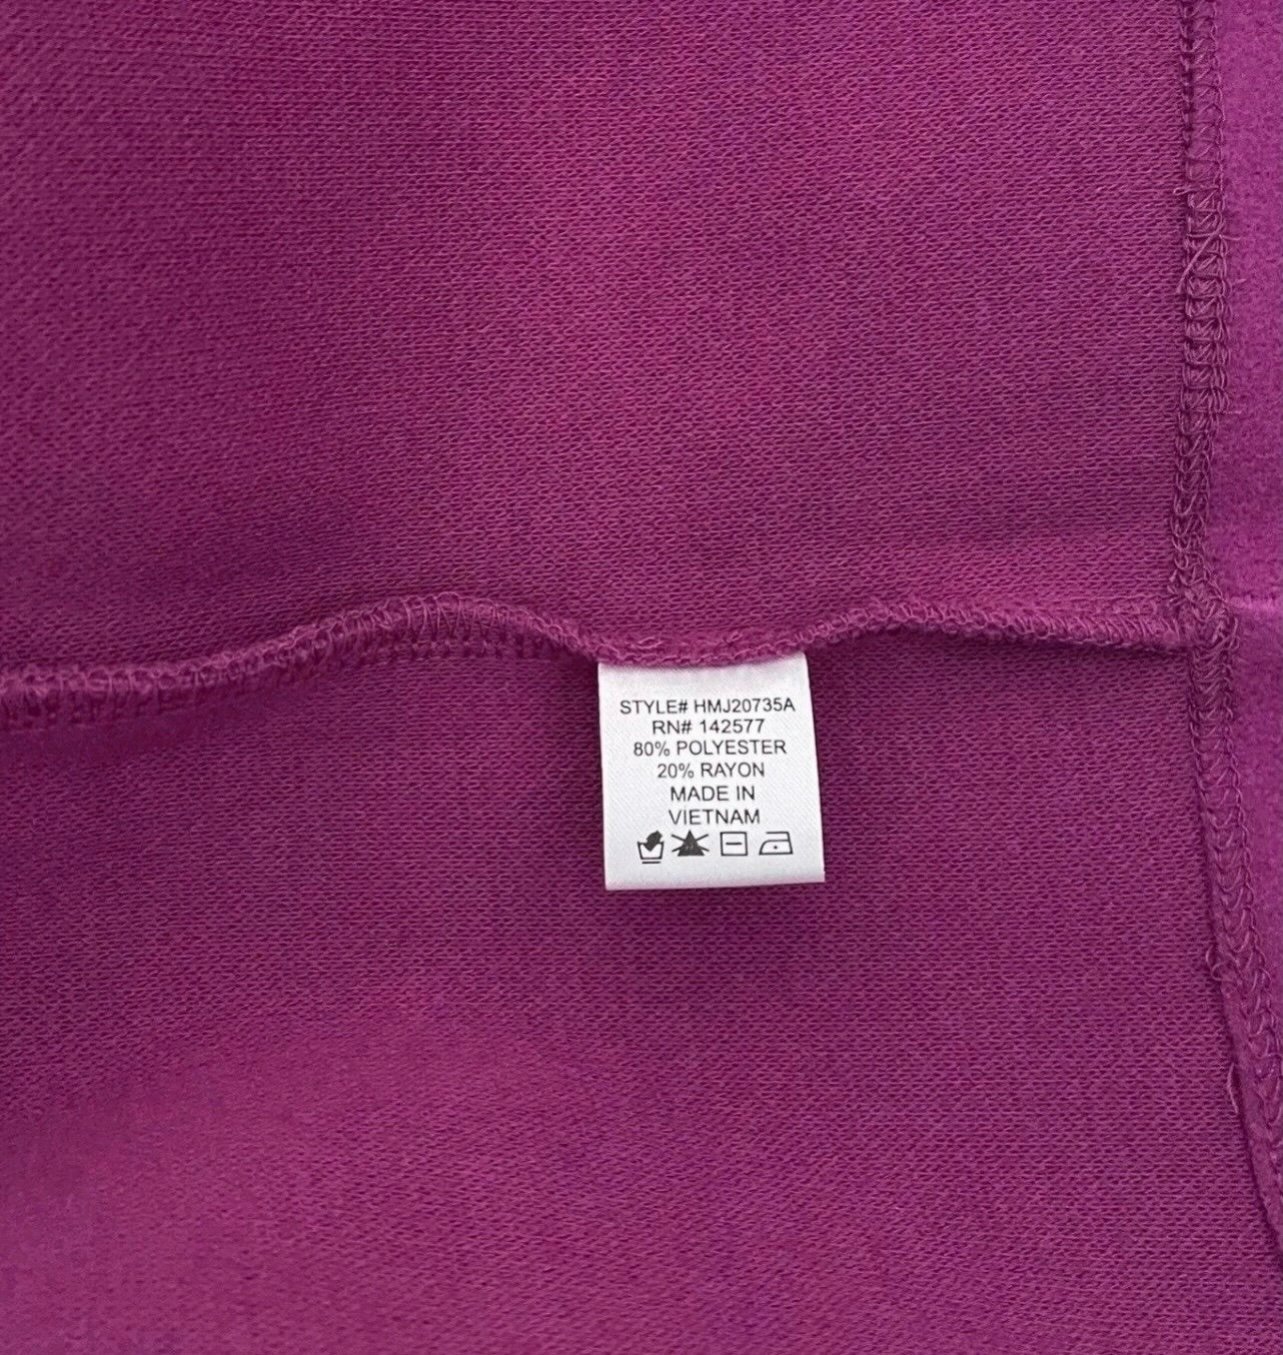 STYLE# HMJ20735A
RN# 142577
80% POLYESTER
20% RAYON
MADE IN
VIETNAM